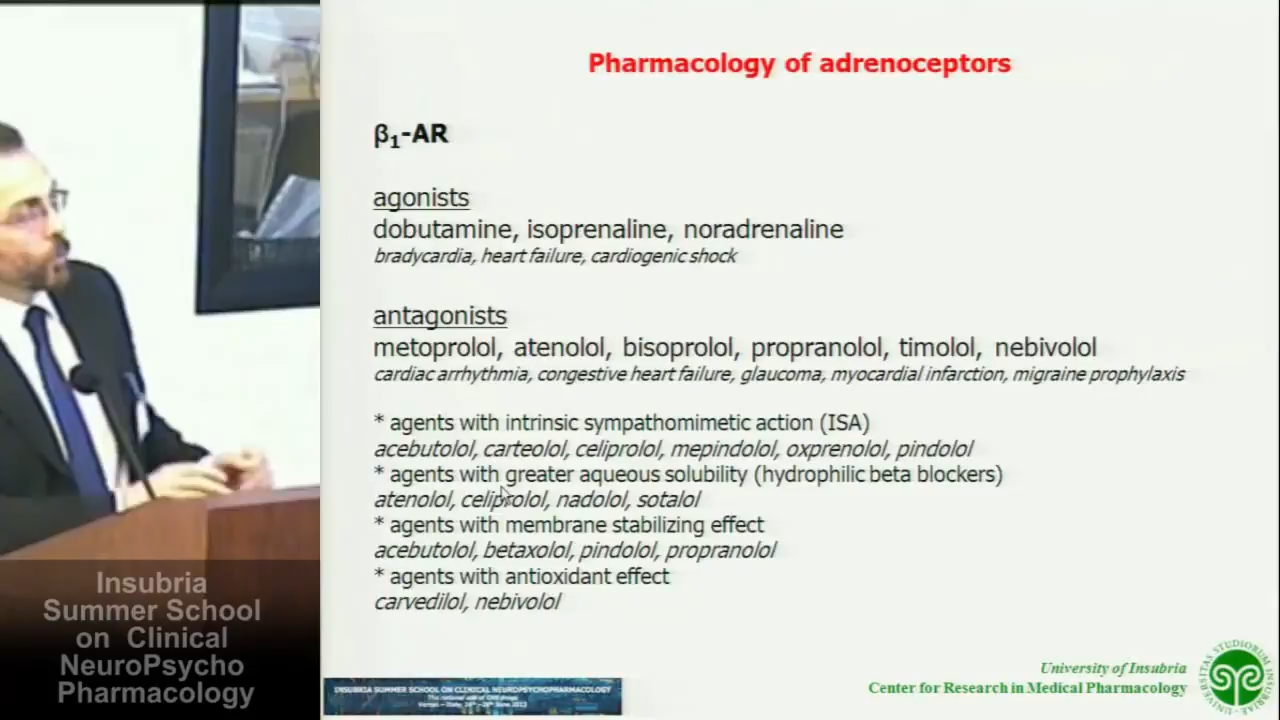 Pharmacology of adrenoceptors
β₁-AR
agonists
dobutamine, isoprenaline, noradrenaline
bradycardia, heart failure, cardiogenic shock
antagonists
metoprolol, atenolol, bisoprolol, propranolol, timolol, nebivolol
cardiac arrhythmia, congestive heart failure, glaucoma, myocardial infarction, migraine prophylaxis
* agents with intrinsic sympathomimetic action (ISA)
acebutolol, carteolol, celiprolol, mepindolol, oxprenolol, pindolol
* agents with greater aqueous solubility (hydrophilic beta blockers)
atenolol, celiprolol, nadolol, sotalol
* agents with membrane stabilizing effect
acebutolol, betaxolol, pindolol, propranolol
* agents with antioxidant effect
carvedilol, nebivolol
Insubria
Summer School
on Clinical
NeuroPsycho
Pharmacology
INSUBRIA SUMMER SCHOOL ON CLINICAL NEUROPSYCHOPHARMACOLOGY
University of Insubria
Center for Research in Medical Pharmacology